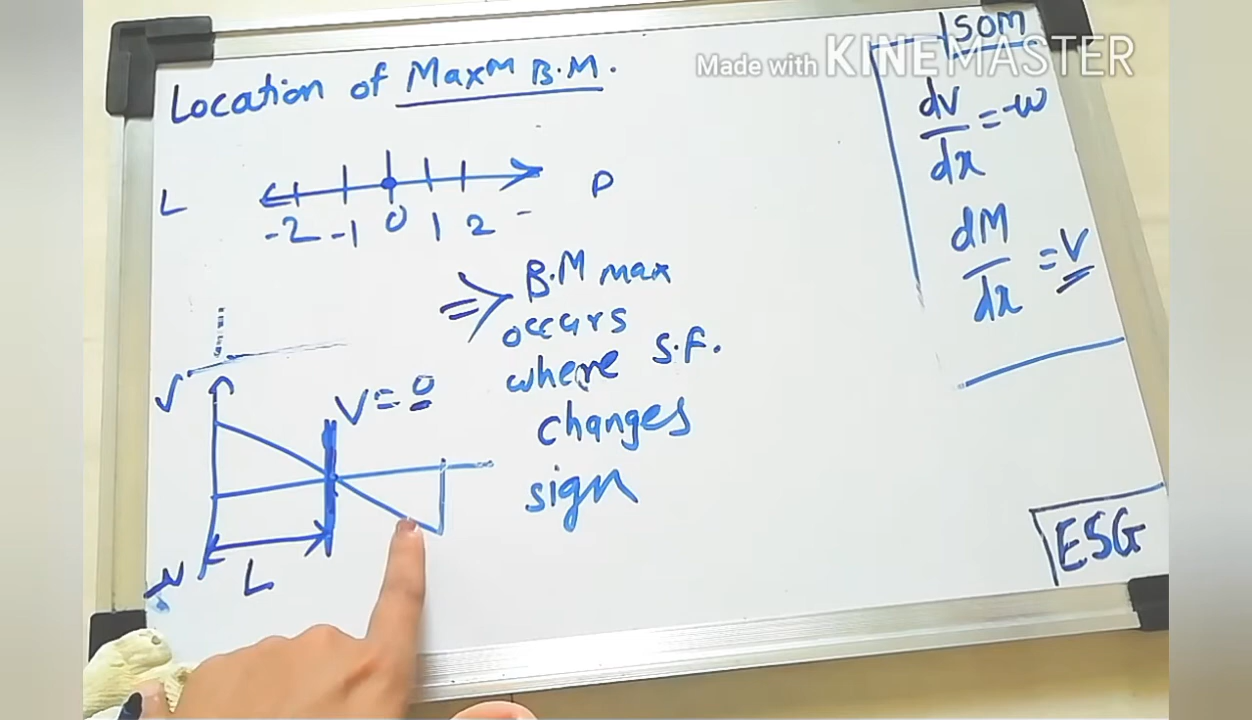 Location of Maxᴹ B.M.
L
P
-2 -1 0 1 2 -
⇒ B.M max
occurs
where S.F.
changes
sign
V
V = 0
L
-V
SOM
dV/dx = -w
dM/dx = V
ESG
Made with KINEMASTER